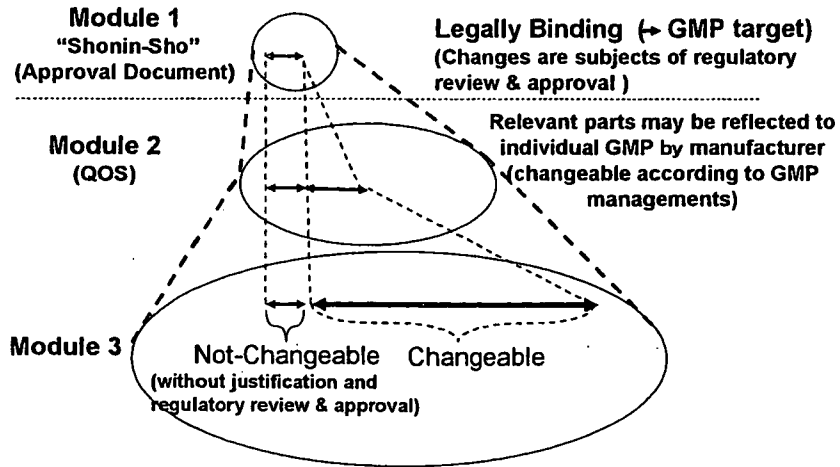 Module 1
“Shonin-Sho”
(Approval Document)
Legally Binding (→ GMP target)
(Changes are subjects of regulatory
review & approval )
Module 2
(QOS)
Relevant parts may be reflected to
individual GMP by manufacturer
(changeable according to GMP
managements)
Module 3
Not-Changeable
(without justification and
regulatory review & approval)
Changeable